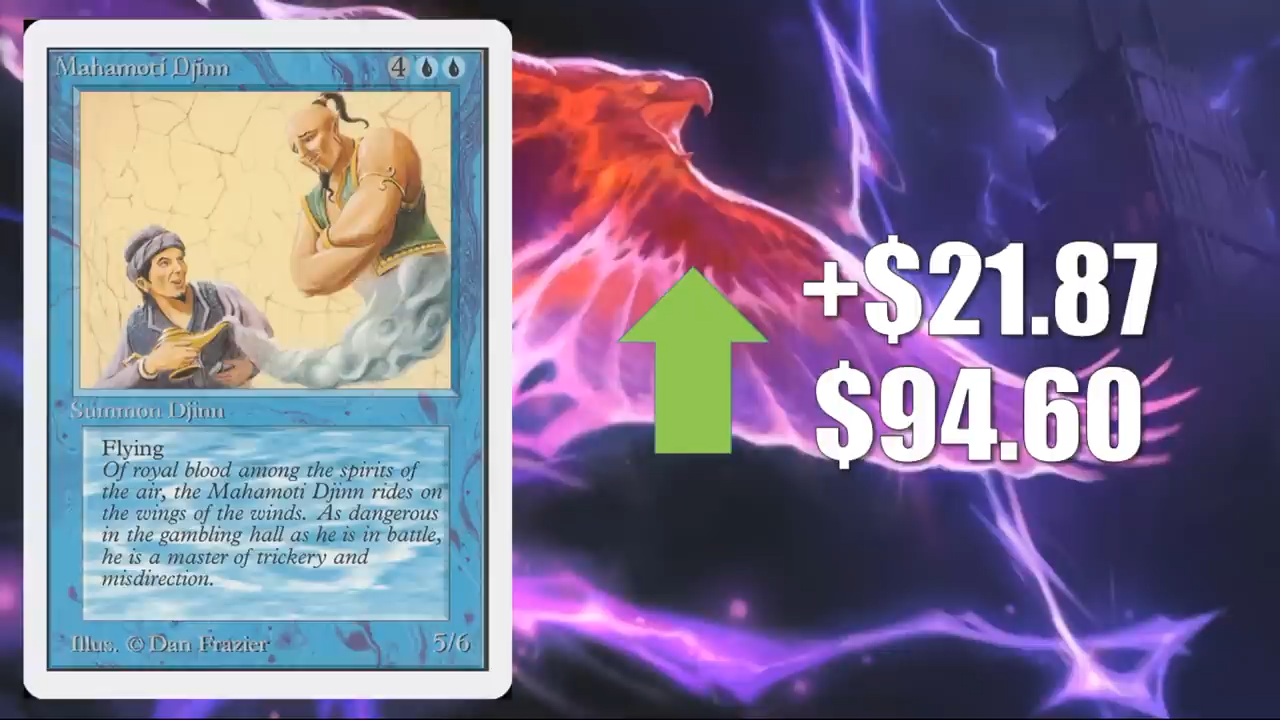 Mahamoti Djinn 4
Summon Djinn
Flying
Of royal blood among the spirits of
the air, the Mahamoti Djinn rides on
the wings of the winds. As dangerous
in the gambling hall as he is in battle,
he is a master of trickery and
misdirection.
Illus. © Dan Frazier 5/6
+$21.87
$94.60